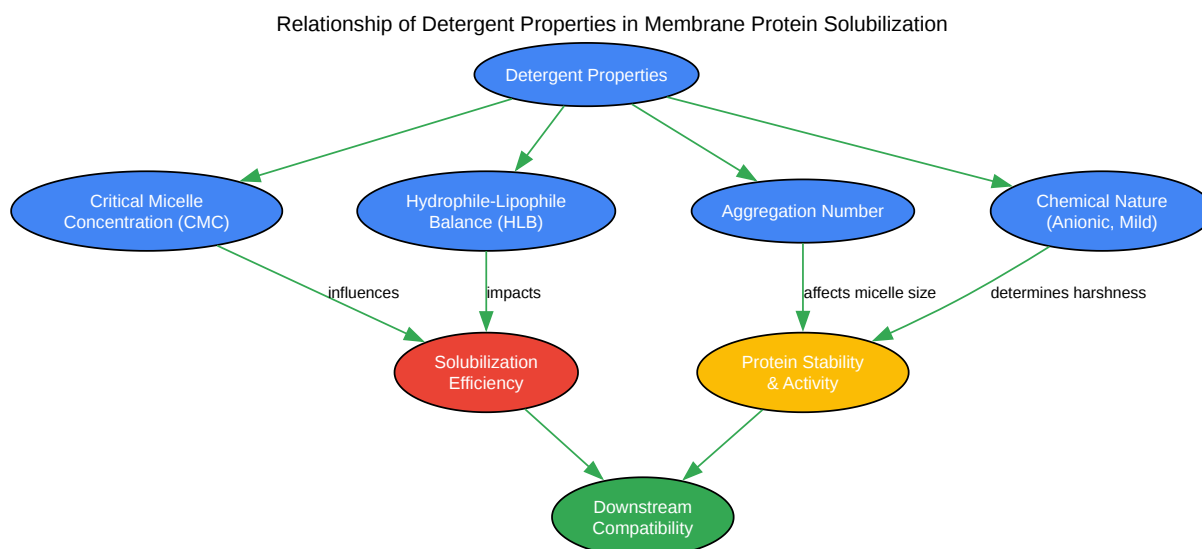 Relationship of Detergent Properties in Membrane Protein Solubilization
Detergent Properties
Critical Micelle
Concentration (CMC)
Hydrophile-Lipophile
Balance (HLB)
Aggregation Number
Chemical Nature
(Anionic, Mild)
influences
impacts
affects micelle size
determines harshness
Solubilization
Efficiency
Protein Stability
& Activity
Downstream
Compatibility